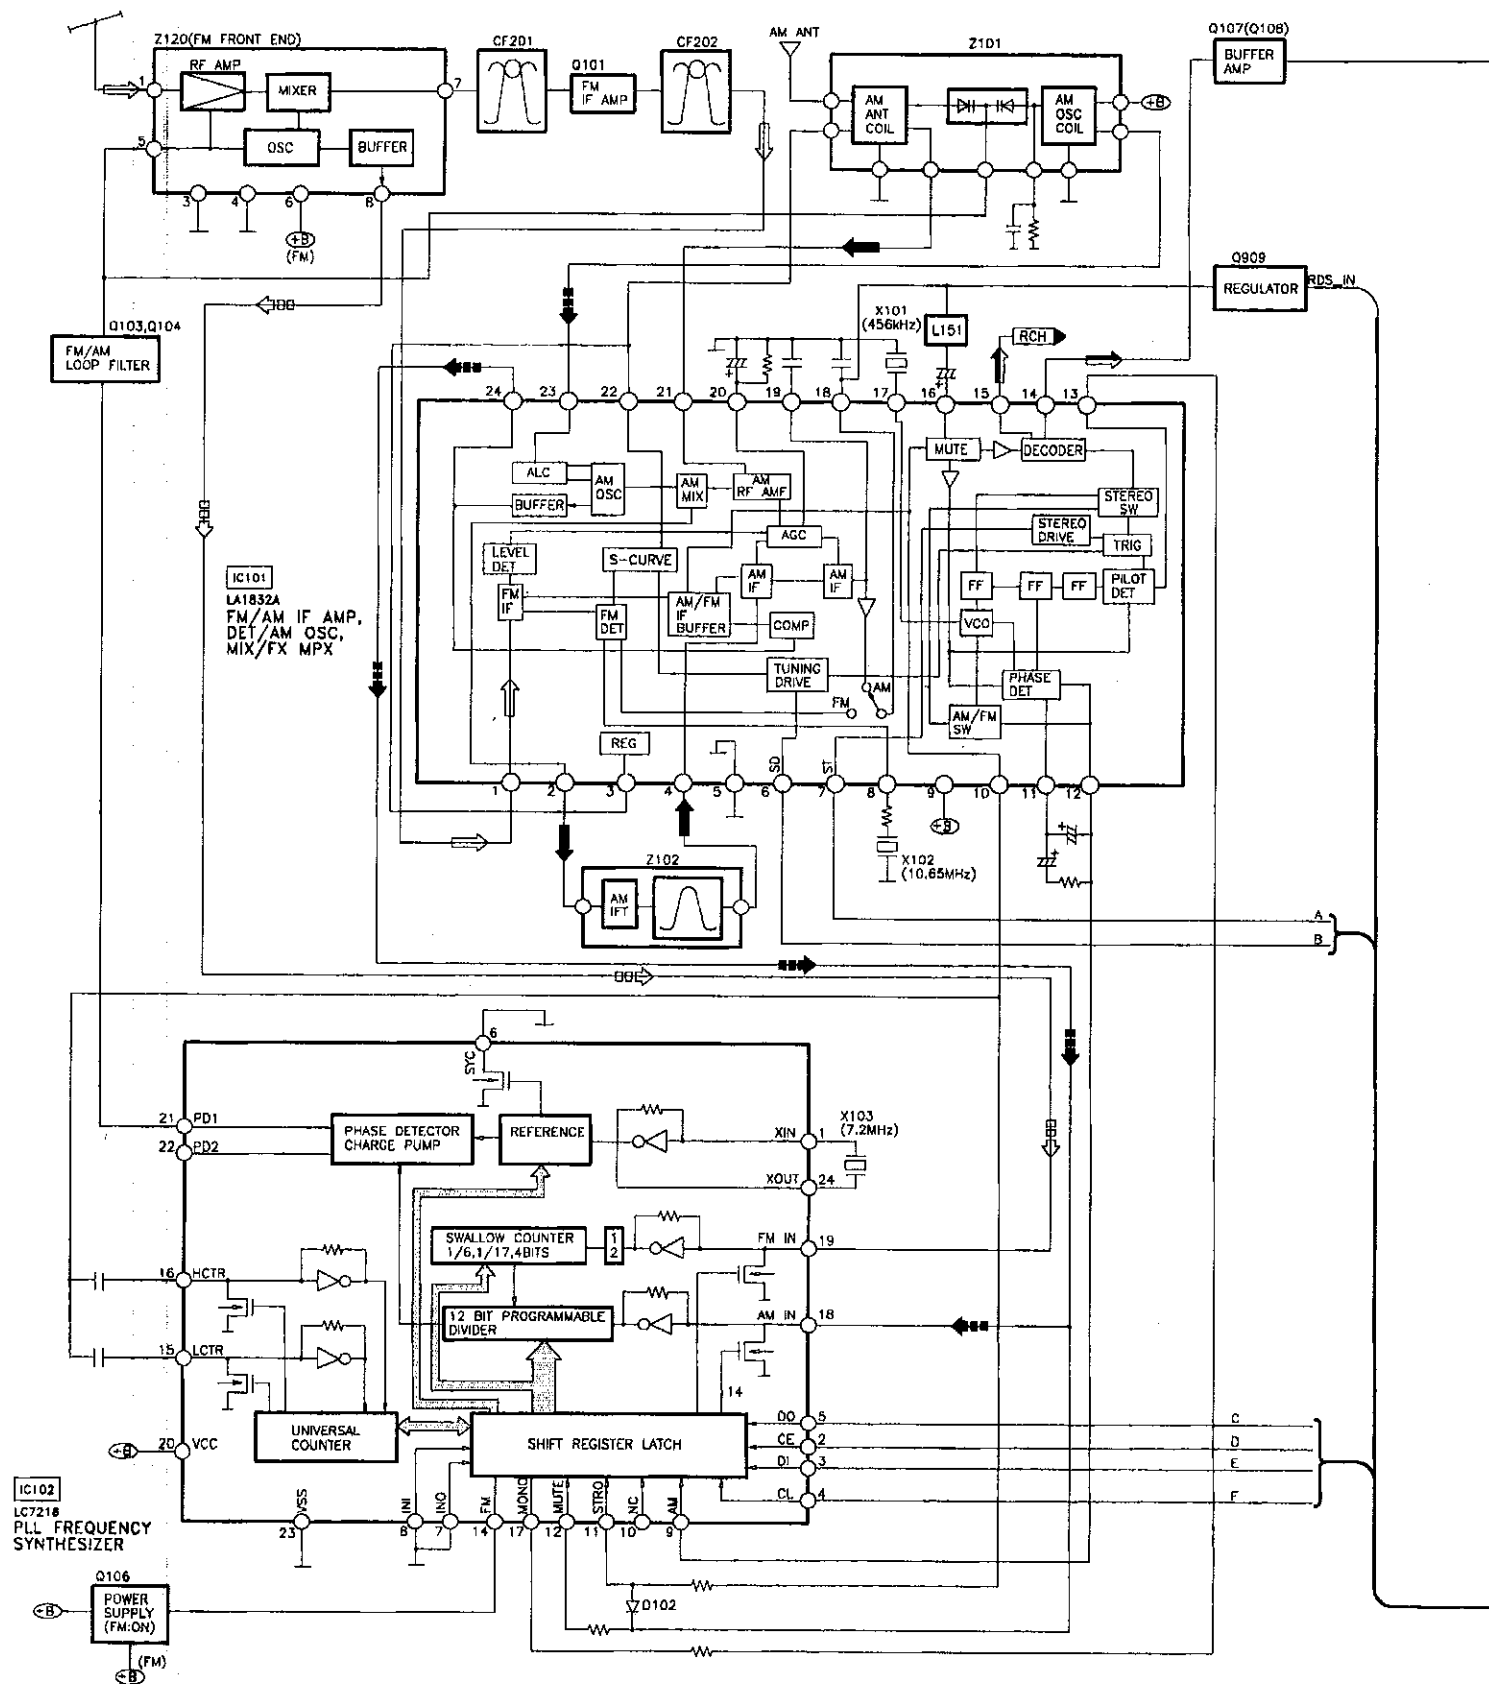 Q107(Q108)
BUFFER
AMP
Z120(FM FRONT END)
RF AMP
MIXER
OSC
BUFFER
1
7
5
3
4
6
8
+B
(FM)
CF201
Q101
FM
IF AMP
CF202
AM ANT
Z101
AM
ANT
COIL
AM
OSC
COIL
+B
Q909
REGULATOR
RDS_IN
Q103,Q104
FM/AM
LOOP FILTER
X101
(456kHz)
L151
RCH
24
23
22
21
20
19
18
17
16
15
14
13
ALC
AM
OSC
BUFFER
AM
MIX
AM
RF AMP
MUTE
DECODER
STEREO
SW
STEREO
DRIVE
TRIG
AGC
LEVEL
DET
S-CURVE
FM
IF
FM
DET
AM/FM
IF
BUFFER
AM
IF
AM
IF
COMP
FF
FF
FF
PILOT
DET
VCO
TUNING
DRIVE
PHASE
DET
AM
FM
AM/FM
SW
REG
SD
ST
1
2
3
4
5
6
7
8
9
10
11
12
+B
IC101
LA1832A
FM/AM IF AMP,
DET/AM OSC,
MIX/FX MPX
Z102
AM
IFT
X102
(10.65MHz)
A
B
6
SYC
21
PD1
22
PD2
PHASE DETECTOR
CHARGE PUMP
REFERENCE
XIN
1
X103
(7.2MHz)
XOUT
24
SWALLOW COUNTER
1/6,1/17,4BITS
1
2
FM IN
19
16
HCTR
12 BIT PROGRAMMABLE
DIVIDER
AM IN
18
15
LCTR
14
UNIVERSAL
COUNTER
SHIFT REGISTER LATCH
DO
5
C
CE
2
D
DI
3
E
CL
4
F
+B
20
VCC
IC102
LC7218
PLL FREQUENCY
SYNTHESIZER
VSS
INI
INO
FM
MONO
MUTE
STRO
NC
AM
23
8
7
14
17
12
11
10
9
Q106
+B
POWER
SUPPLY
(FM:ON)
(FM)
+B
D102